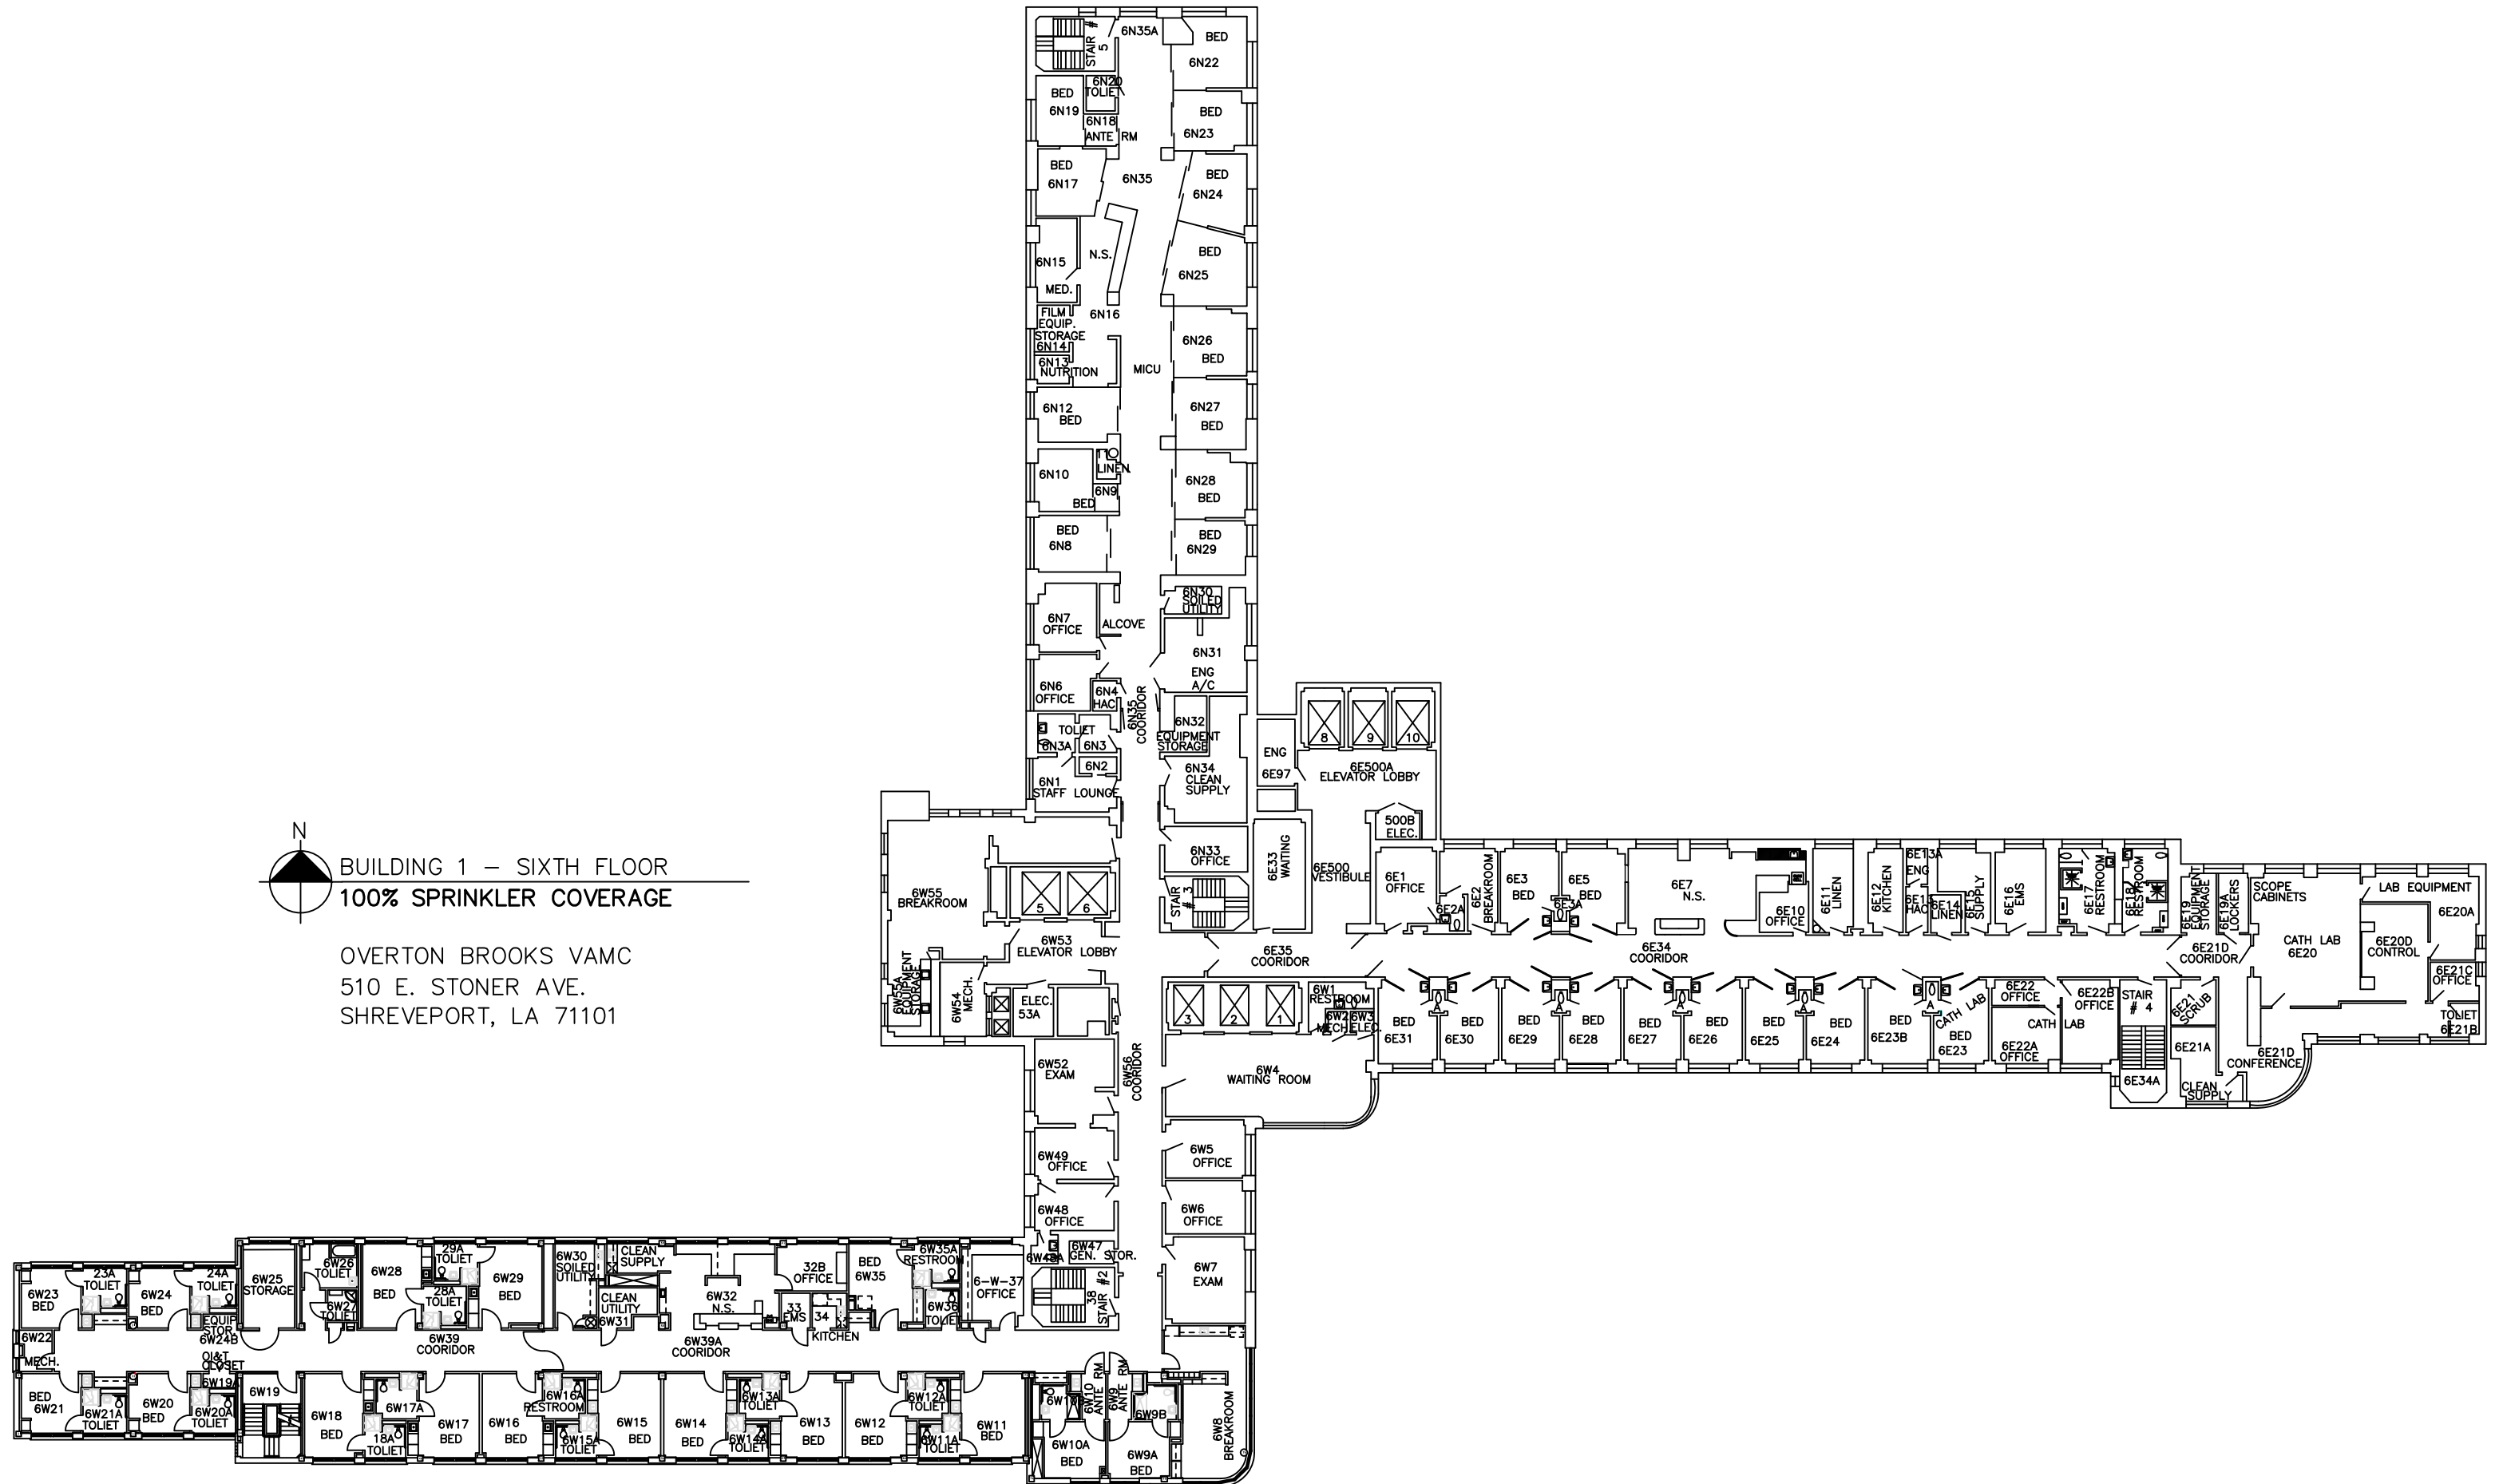 STAIR # 5
6N35A
BED
6N22
6N20
TOLIET
BED
6N19
6N18
ANTE RM
BED
6N23
BED
6N17
6N35
BED
6N24
N.S.
6N15
MED.
BED
6N25
FILM
EQUIP.
STORAGE
6N14
6N16
6N13
NUTRITION
6N26
BED
MICU
6N12
BED
6N27
BED
11
LINEN
6N10
BED
6N9
6N28
BED
BED
6N8
BED
6N29
6N30
SOILED
UTILITY
6N7
OFFICE
ALCOVE
6N31
ENG
A/C
6N6
OFFICE
6N4
HAC
6N35
COORIDOR
6N32
EQUIPMENT
STORAGE
TOLIET
6N3A
6N3
6N2
6N1
STAFF LOUNGE
6N34
CLEAN
SUPPLY
ENG
6E97
8
9
10
6E500A
ELEVATOR LOBBY
500B
ELEC.
N
BUILDING 1 – SIXTH FLOOR
100% SPRINKLER COVERAGE
OVERTON BROOKS VAMC
510 E. STONER AVE.
SHREVEPORT, LA 71101
6W55
BREAKROOM
5
6
6N33
OFFICE
6E33
WAITING
6E500
VESTIBULE
STAIR
# 3
6W53
ELEVATOR LOBBY
6W55A
EQUIPMENT
STORAGE
6W54
MECH.
ELEC.
53A
6E35
COORIDOR
6E1
OFFICE
6E2A
6E2
BREAKROOM
6E3
BED
6E3A
6E5
BED
6E7
N.S.
6E10
OFFICE
6E11
LINEN
6E12
KITCHEN
6E13A
ENG
6E13
HAC
6E14
LINEN
6E15
SUPPLY
6E16
EMS
6E17
RESTROOM
6E18
RESTROOM
6E19
EQUIPMENT
STORAGE
6E19A
LOCKERS
SCOPE
CABINETS
LAB EQUIPMENT
6E20A
CATH LAB
6E20
6E20D
CONTROL
6E21C
OFFICE
TOLIET
6E21B
6E34
COORIDOR
6E21D
COORIDOR
3
2
1
6W1
RESTROOM
6W2
MECH
6W3
ELEC.
BED
6E31
A
BED
6E30
BED
6E29
A
BED
6E28
BED
6E27
A
BED
6E26
BED
6E25
A
BED
6E24
BED
6E23B
A
CATH LAB
BED
6E23
6E22
OFFICE
6E22B
OFFICE
CATH LAB
6E22A
OFFICE
STAIR
# 4
6E34A
6E21
SCRUB
6E21A
6E21D
CONFERENCE
CLEAN
SUPPLY
6W4
WAITING ROOM
6W52
EXAM
6W56
COORIDOR
6W49
OFFICE
6W5
OFFICE
6W48
OFFICE
6W6
OFFICE
6W48A
6W47
GEN. STOR.
6W7
EXAM
38
STAIR #2
6W23
BED
23A
TOLIET
6W24
BED
24A
TOLIET
EQUIP
STOR.
6W24B
6W25
STORAGE
6W26
TOLIET
6W27
TOLIET
6W28
BED
29A
TOLIET
28A
TOLIET
6W29
BED
6W30
SOILED
UTILITY
CLEAN
SUPPLY
CLEAN
UTILITY
6W31
6W32
N.S.
32B
OFFICE
33
EMS
34
KITCHEN
BED
6W35
6W35A
RESTROOM
6W36
TOLIET
6-W-37
OFFICE
6W22
MECH.
OI&T
CLOSET
6W19A
6W39
COORIDOR
6W39A
COORIDOR
BED
6W21
6W21A
TOLIET
6W20
BED
6W20A
TOLIET
6W19
6W18
BED
6W17A
18A
TOLIET
6W17
BED
6W16
BED
6W16A
RESTROOM
6W15A
TOLIET
6W15
BED
6W14
BED
6W13A
TOLIET
6W14A
TOLIET
6W13
BED
6W12
BED
6W12A
TOLIET
6W11A
TOLIET
6W11
BED
6W10
ANTE RM
6W9
ANTE RM
6W9B
6W10A
BED
6W9A
BED
6W8
BREAKROOM